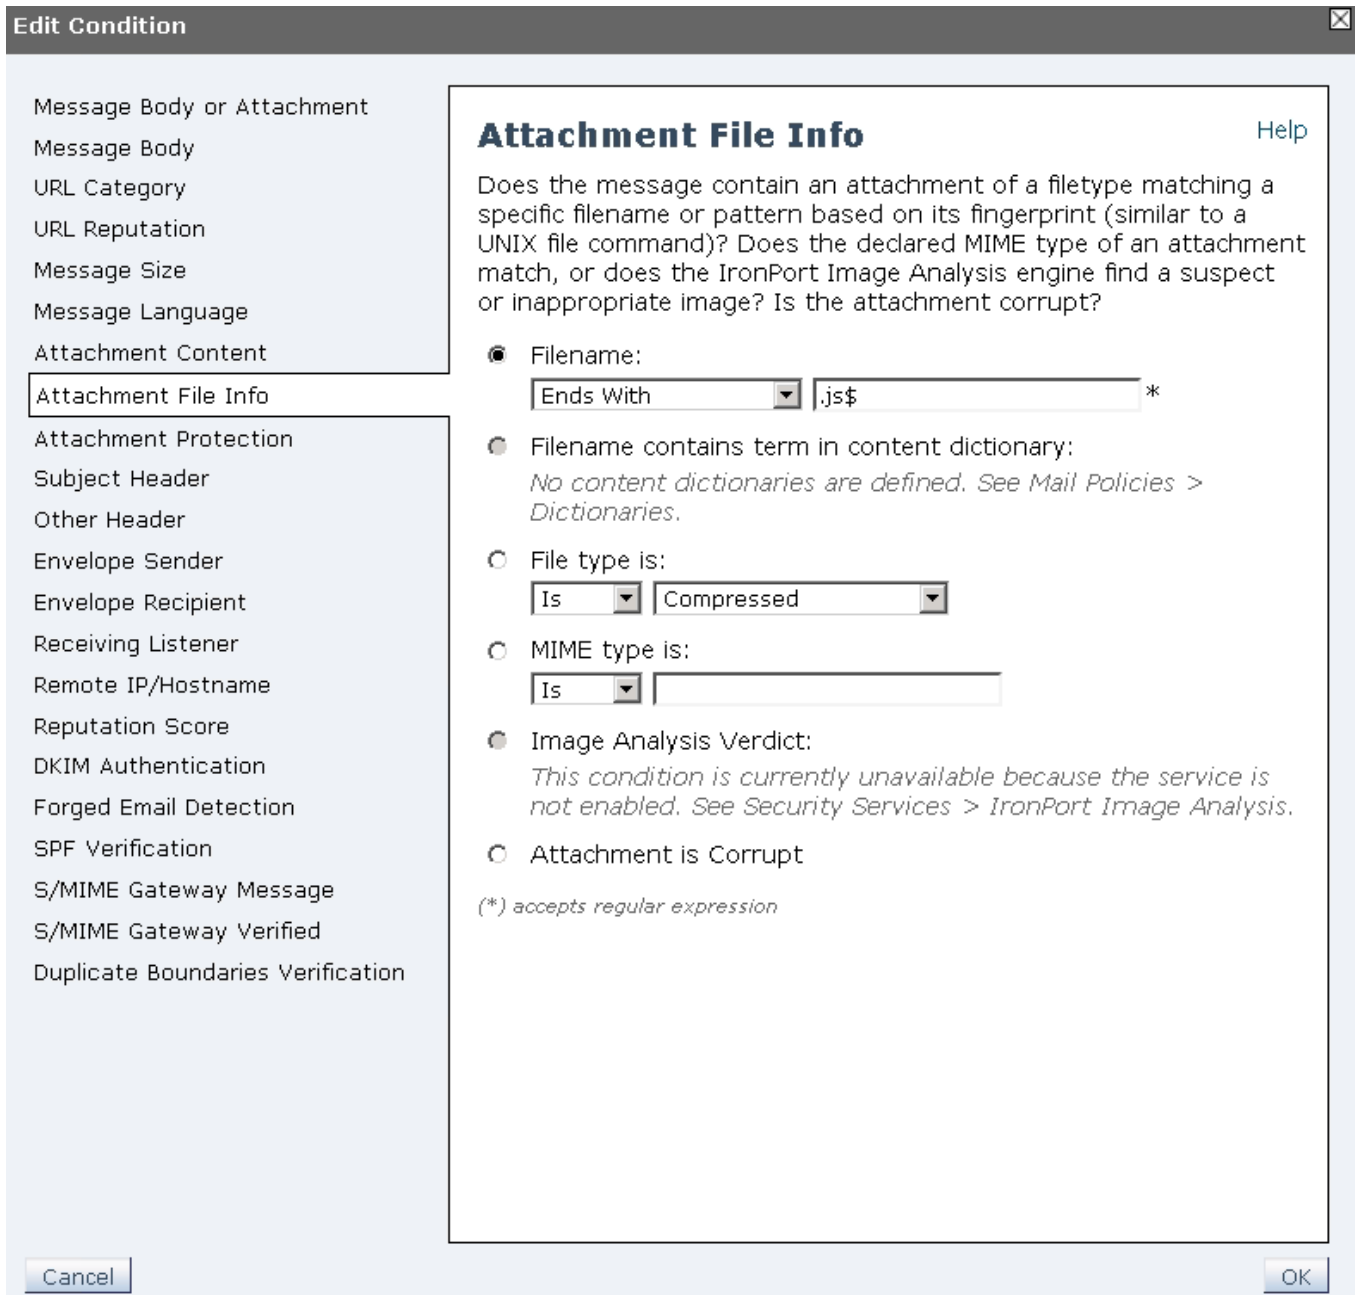 Edit Condition
Message Body or Attachment
Message Body
URL Category
URL Reputation
Message Size
Message Language
Attachment Content
Attachment File Info
Attachment Protection
Subject Header
Other Header
Envelope Sender
Envelope Recipient
Receiving Listener
Remote IP/Hostname
Reputation Score
DKIM Authentication
Forged Email Detection
SPF Verification
S/MIME Gateway Message
S/MIME Gateway Verified
Duplicate Boundaries Verification
Attachment File Info
Help
Does the message contain an attachment of a filetype matching a
specific filename or pattern based on its fingerprint (similar to a
UNIX file command)? Does the declared MIME type of an attachment
match, or does the IronPort Image Analysis engine find a suspect
or inappropriate image? Is the attachment corrupt?
Filename:
Ends With .js$ *
Filename contains term in content dictionary:
No content dictionaries are defined. See Mail Policies >
Dictionaries.
File type is:
Is Compressed
MIME type is:
Is
Image Analysis Verdict:
This condition is currently unavailable because the service is
not enabled. See Security Services > IronPort Image Analysis.
Attachment is Corrupt
(*) accepts regular expression
Cancel
OK